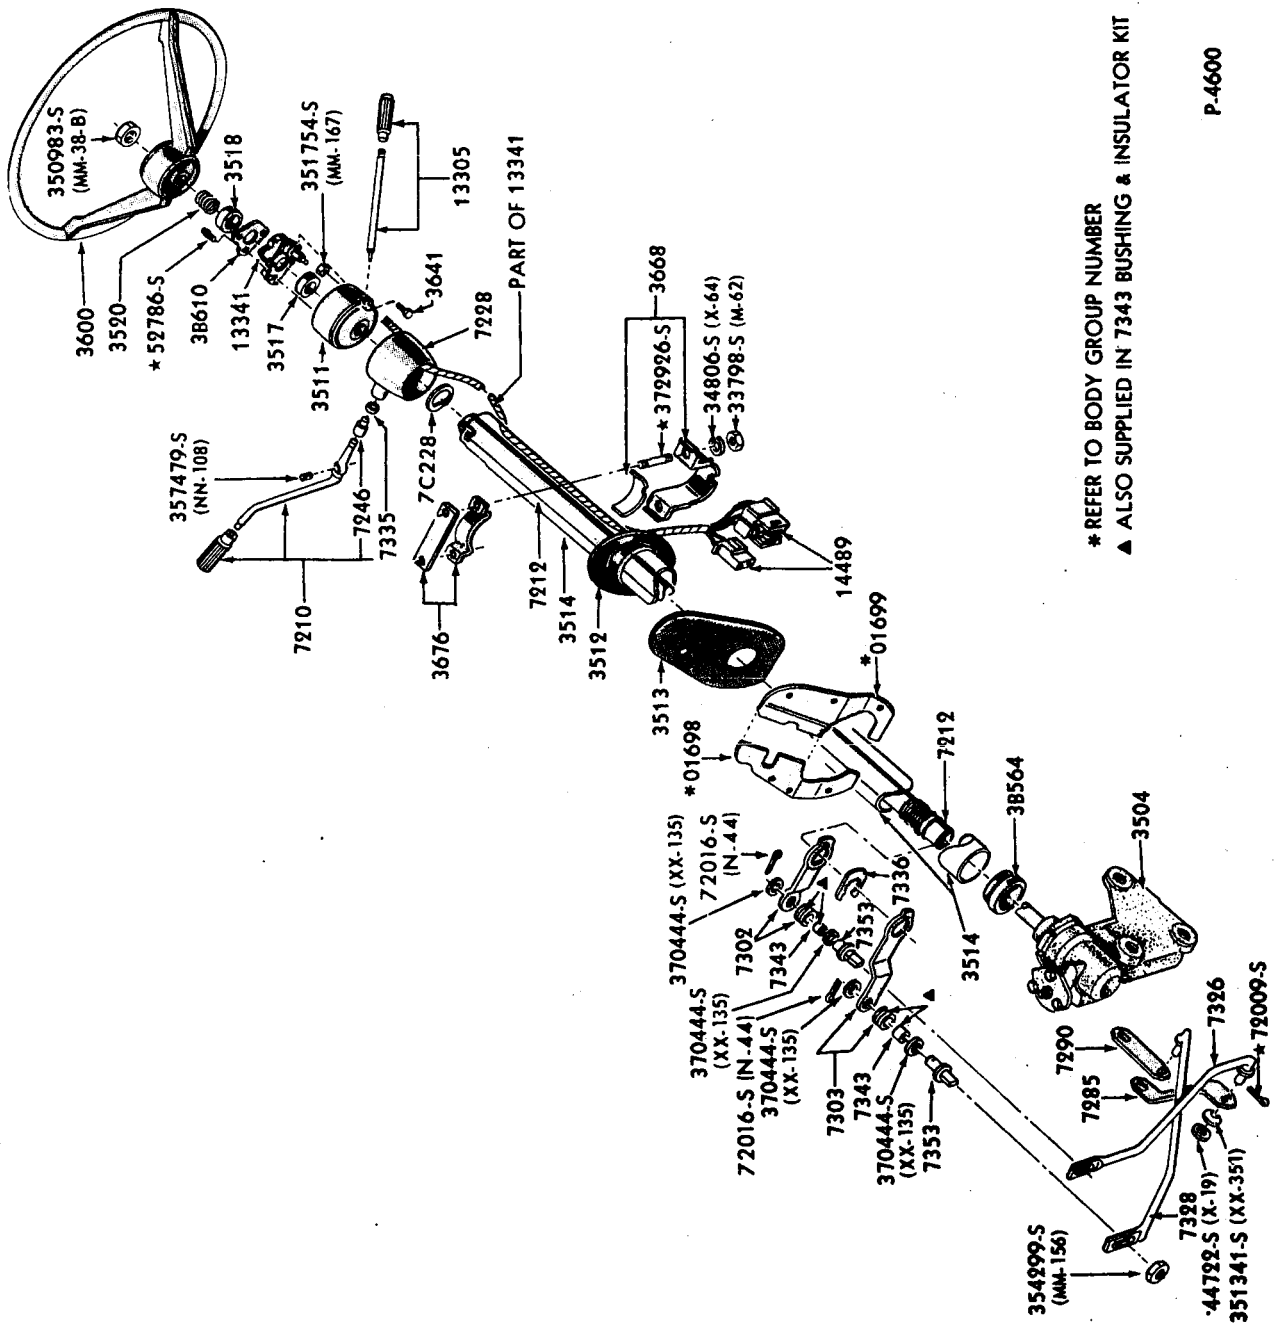 350983-S
(MM-38-B)
3600
3520
3518
*52786-S
3B610
13341
3517
3511
351754-S
(MM-167)
13305
3641
7228
PART OF 13341
357479-S
(NN-108)
7246
7335
7210
7C228
3676
7212
3514
3512
3668
*372926-S
34806-S (X-64)
33798-S (M-62)
14489
3513
*01699
*01698
7212
3B564
3504
3514
370444-S (XX-135)
72016-S
(N-44)
7302
7343
▲
7353
7336
370444-S
(XX-135)
72016-S (N-44)
370444-S
(XX-135)
7303
7343
▲
370444-S
(XX-135)
7353
7290
7285
7326
*72009-S
7328
44722-S (X-19)
351341-S (XX-351)
354299-S
(MM-156)
*REFER TO BODY GROUP NUMBER
▲ ALSO SUPPLIED IN 7343 BUSHING & INSULATOR KIT
P-4600